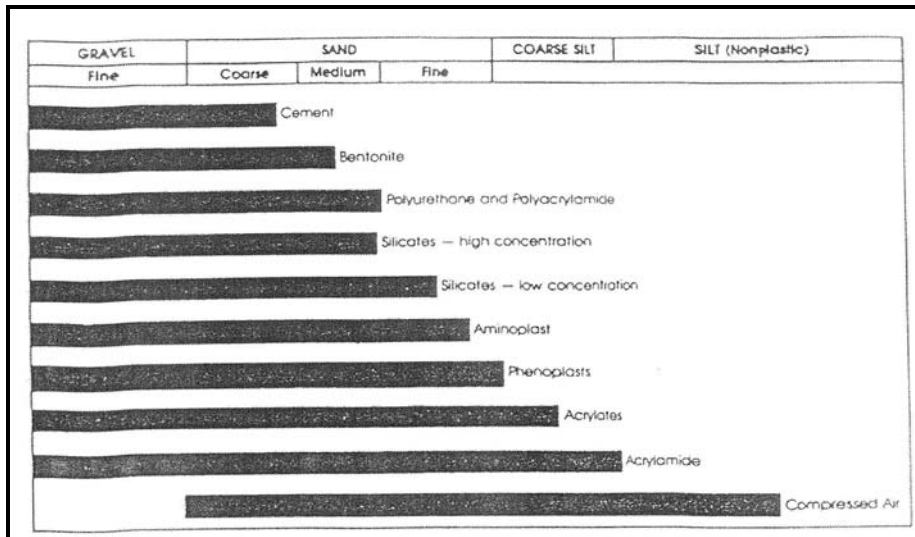 GRAVEL SAND COARSE SILT SILT (Nonplastic)
Fine Coarse Medium Fine
Cement
Bentonite
Polyurethane and Polyacrylamide
Silicates — high concentration
Silicates — low concentration
Aminoplast
Phenoplasts
Acrylates
Acrylamide
Compressed Air